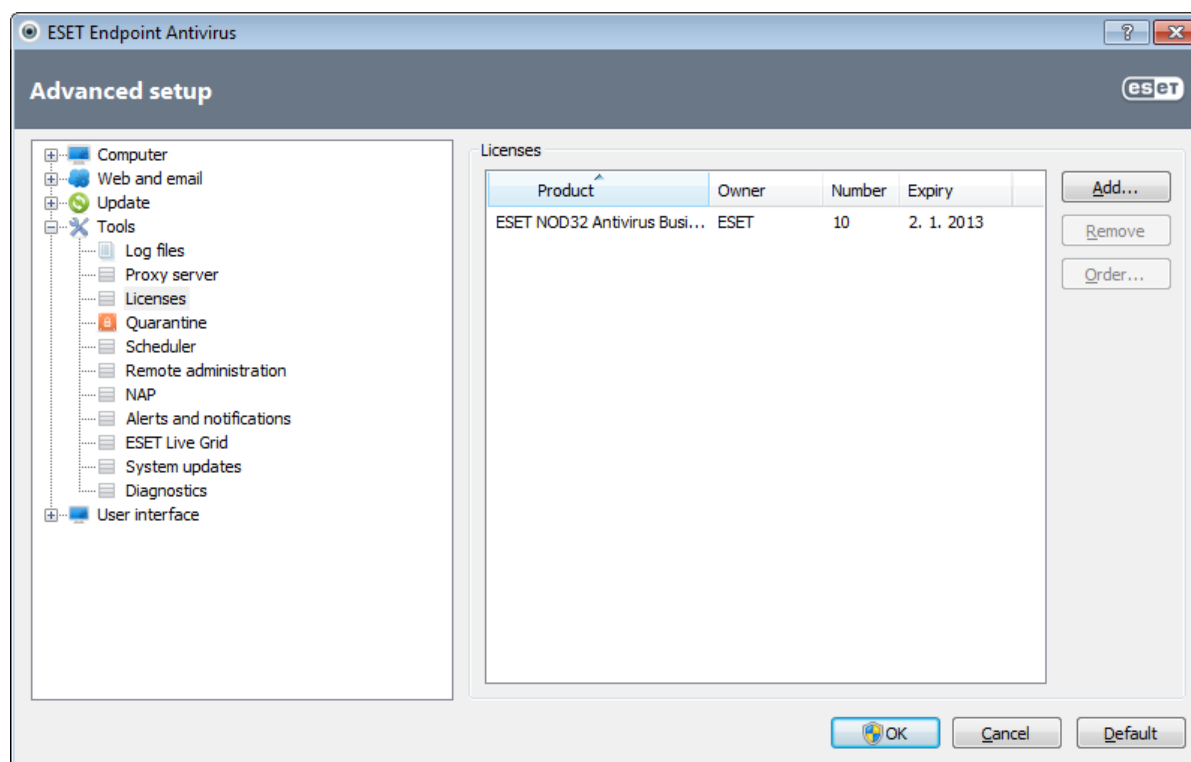 ESET Endpoint Antivirus
?
Advanced setup
eset
Computer
Web and email
Update
Tools
Log files
Proxy server
Licenses
Quarantine
Scheduler
Remote administration
NAP
Alerts and notifications
ESET Live Grid
System updates
Diagnostics
User interface
Licenses
Product Owner Number Expiry
ESET NOD32 Antivirus Busi... ESET 10 2. 1. 2013
Add...
Remove
Order...
OK Cancel Default